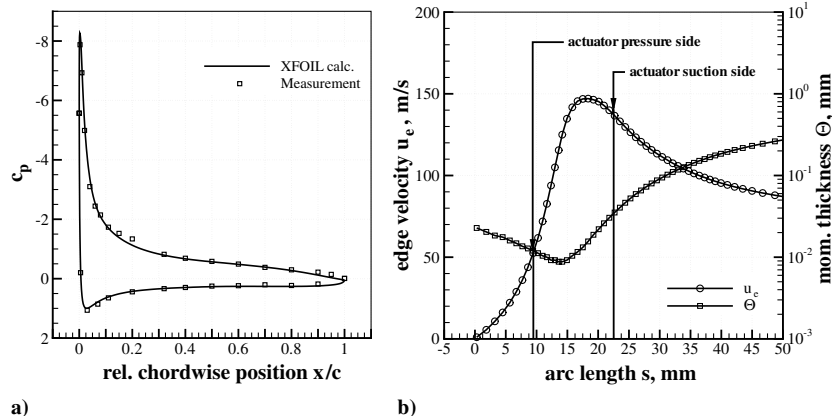 a)
c_p
-8
-6
-4
-2
0
2
XFOIL calc.
Measurement
0 0.2 0.4 0.6 0.8 1
rel. chordwise position x/c
b)
edge velocity u_e, m/s
200
150
100
50
0
actuator pressure side
actuator suction side
u_e
Θ
-5 0 5 10 15 20 25 30 35 40 45 50
arc length s, mm
10^1
10^0
10^-1
10^-2
10^-3
mom. thickness Θ, mm